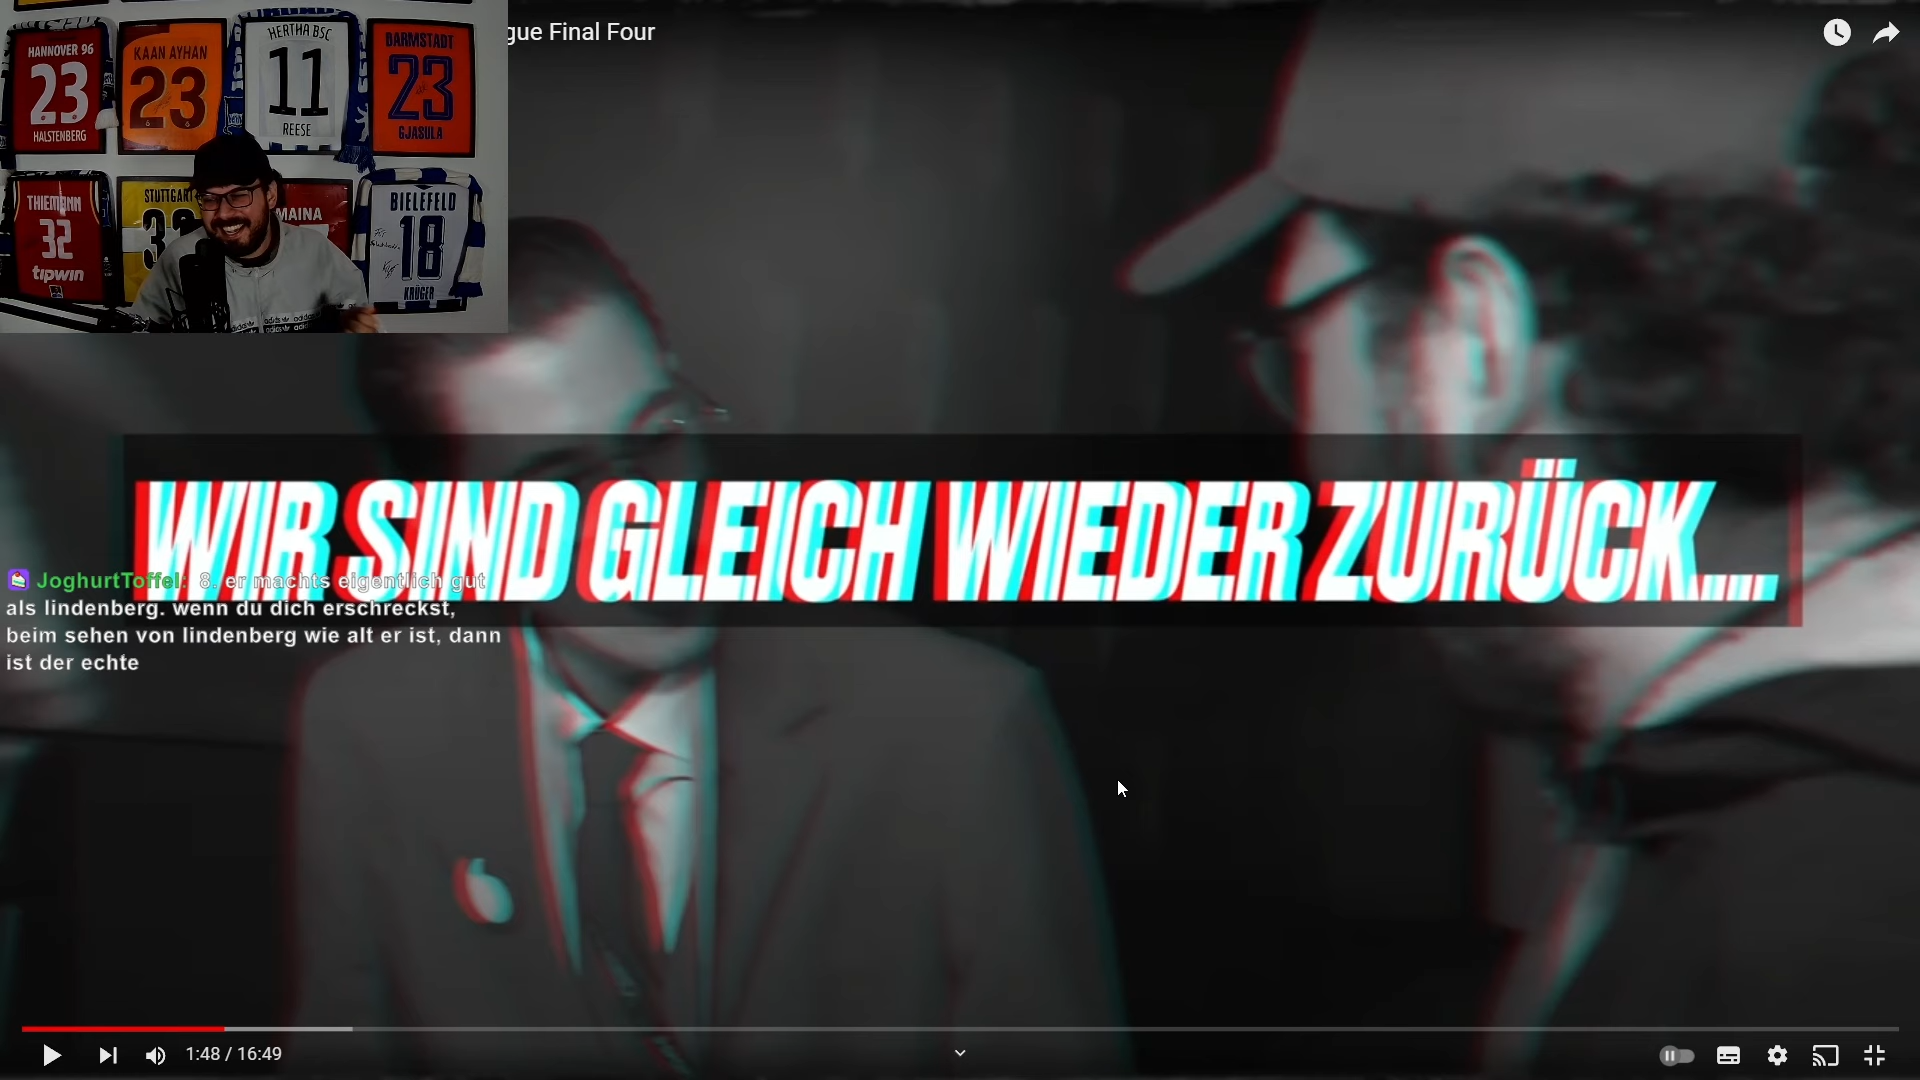 gue Final Four
HANNOVER 96
23
HALSTENBERG
KAAN AYHAN
23
HERTHA BSC
11
REESE
DARMSTADT
23
GJASULA
THIEMANN
32
tipwin
STUTTGART
MAINA
BIELEFELD
18
KRÜGER
adidas
WIR SIND GLEICH WIEDER ZURÜCK....
JoghurtToffel: 8. er machts eigentlich gut
als lindenberg. wenn du dich erschreckst,
beim sehen von lindenberg wie alt er ist, dann
ist der echte
1:48 / 16:49